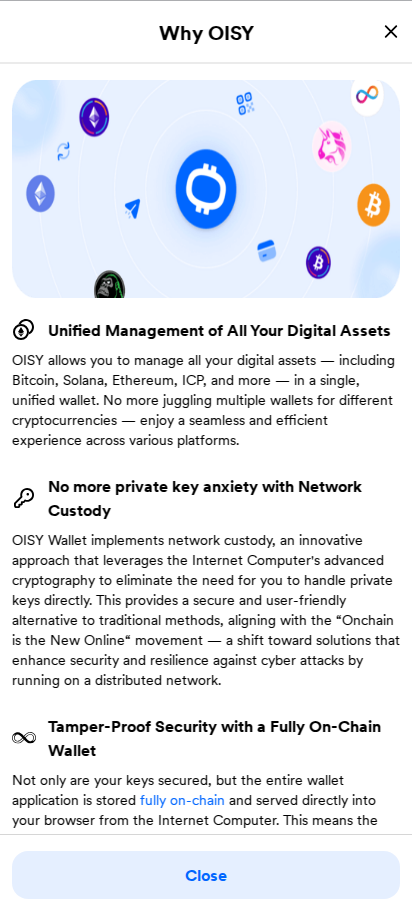 Why OISY
Unified Management of All Your Digital Assets
OISY allows you to manage all your digital assets — including
Bitcoin, Solana, Ethereum, ICP, and more — in a single,
unified wallet. No more juggling multiple wallets for different
cryptocurrencies — enjoy a seamless and efficient
experience across various platforms.
No more private key anxiety with Network
Custody
OISY Wallet implements network custody, an innovative
approach that leverages the Internet Computer's advanced
cryptography to eliminate the need for you to handle private
keys directly. This provides a secure and user-friendly
alternative to traditional methods, aligning with the “Onchain
is the New Online“ movement — a shift toward solutions that
enhance security and resilience against cyber attacks by
running on a distributed network.
Tamper-Proof Security with a Fully On-Chain
Wallet
Not only are your keys secured, but the entire wallet
application is stored fully on-chain and served directly into
your browser from the Internet Computer. This means the
Close